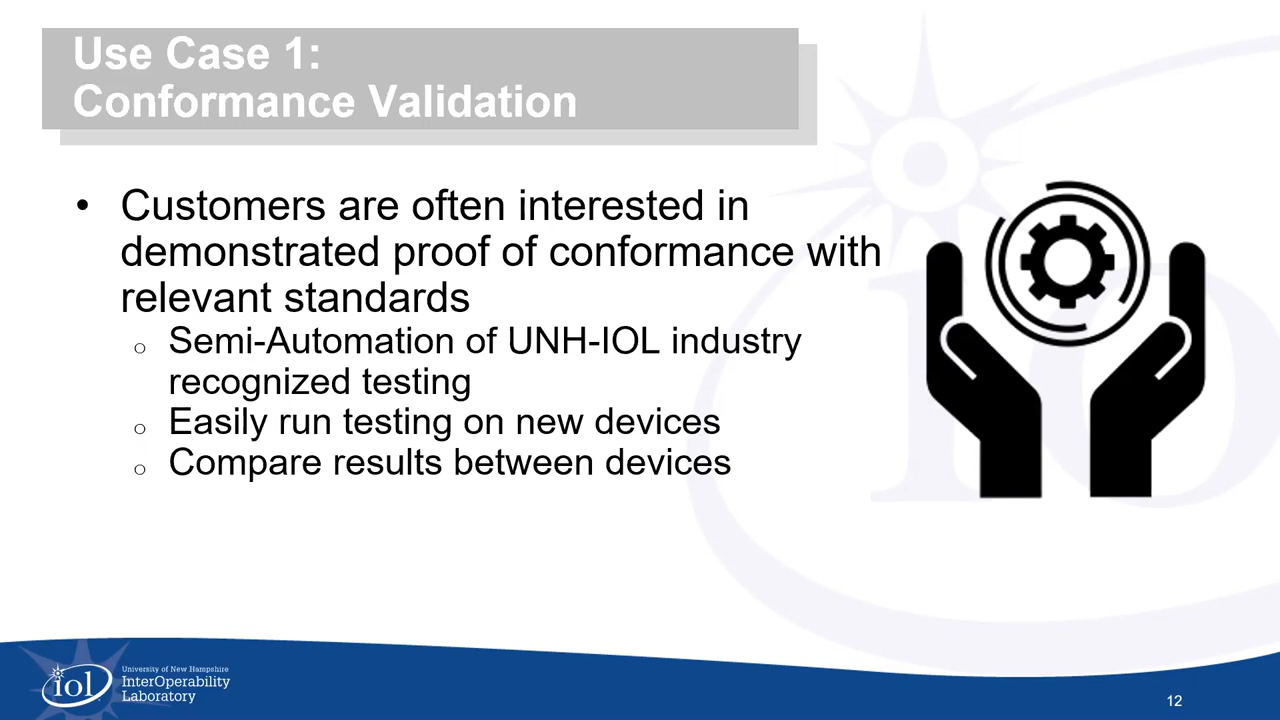 Use Case 1:
Conformance Validation
• Customers are often interested in
demonstrated proof of conformance with
relevant standards
o Semi-Automation of UNH-IOL industry
recognized testing
o Easily run testing on new devices
o Compare results between devices
iol
University of New Hampshire
InterOperability
Laboratory
12